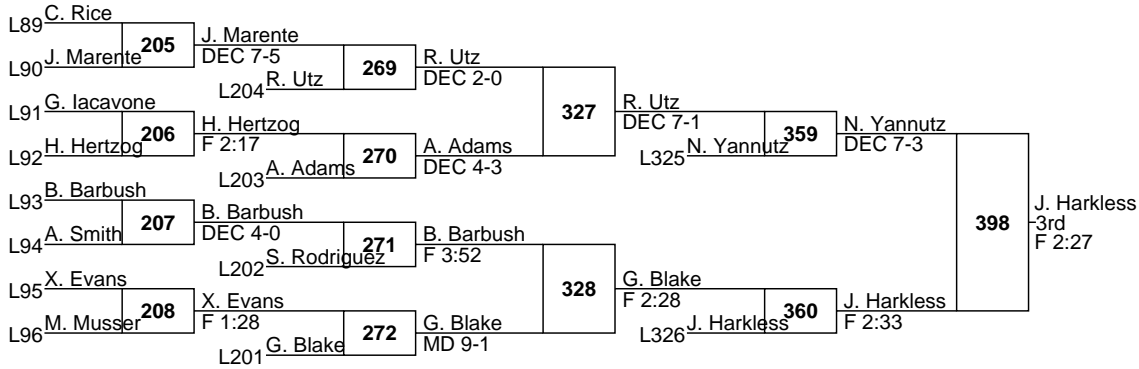 C. Rice
L89
205
J. Marente
DEC 7-5
J. Marente
L90
269
R. Utz
DEC 2-0
R. Utz
L204
327
R. Utz
DEC 7-1
G. Iacavone
L91
206
H. Hertzog
F 2:17
H. Hertzog
L92
270
A. Adams
DEC 4-3
A. Adams
L203
359
N. Yannutz
DEC 7-3
N. Yannutz
L325
B. Barbush
L93
207
B. Barbush
DEC 4-0
A. Smith
L94
271
B. Barbush
F 3:52
S. Rodriguez
L202
398
J. Harkless
3rd
F 2:27
X. Evans
L95
208
X. Evans
F 1:28
M. Musser
L96
328
G. Blake
F 2:28
272
G. Blake
MD 9-1
G. Blake
L201
360
J. Harkless
F 2:33
J. Harkless
L326